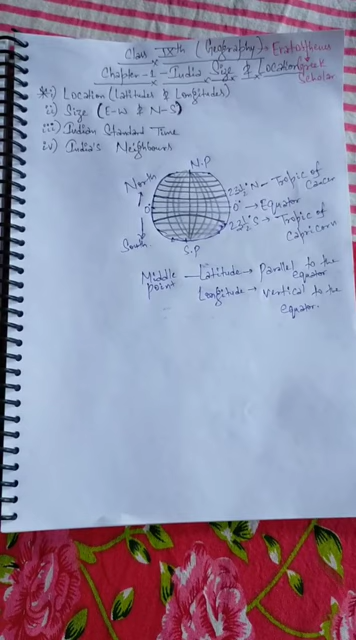 Class IXth (Geography) - Eratosthenes
Greek
Scholar
Chapter-1-India Size & Location
*i) Location (Latitudes & Longitudes)
ii) Size (E-W & N-S)
iii) Indian Standard Time
iv) India's Neighbours
N.P
North
23½°N - Tropic of
cancer
0°
0° → Equator
23½°S → Tropic of
capricorn
South
S.P
Middle
point
Latitude → Parallel to the
equator
Longitude → vertical to the
equator.